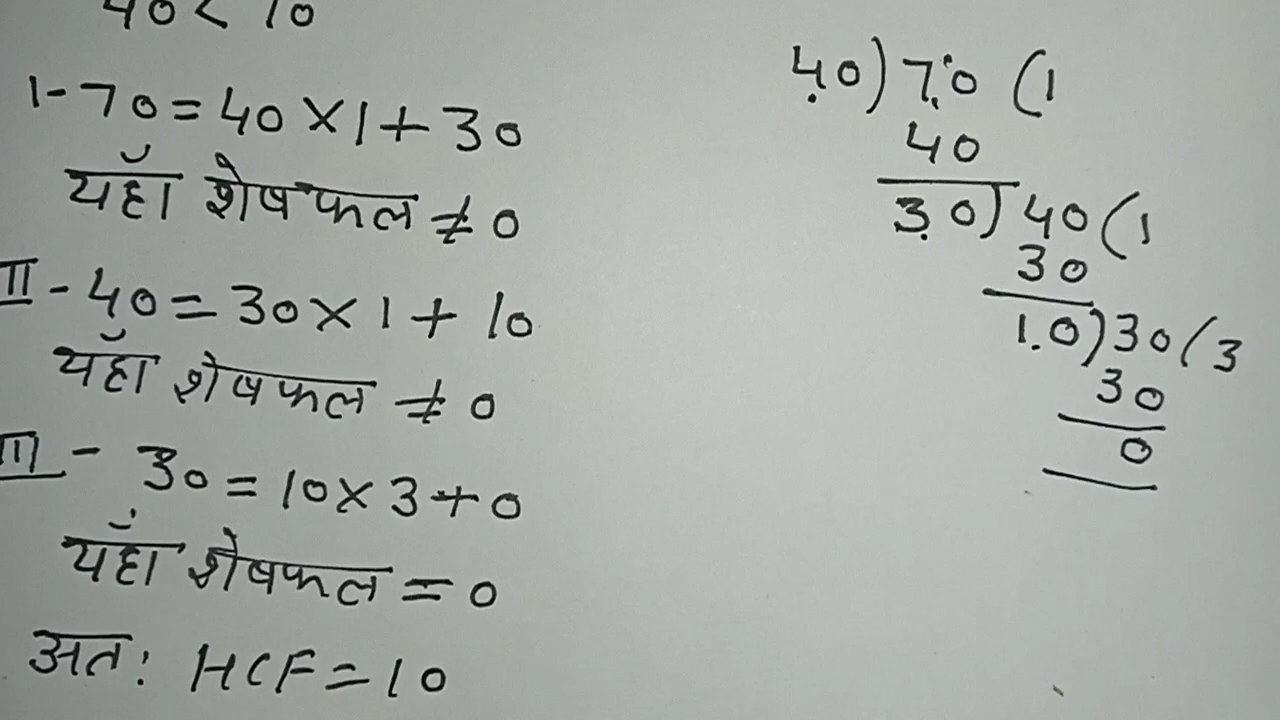 40 < 70
1 - 70 = 40 × 1 + 30
यहाँ शेषफल ≠ 0
II - 40 = 30 × 1 + 10
यहाँ शेषफल ≠ 0
III - 30 = 10 × 3 + 0
यहाँ शेषफल = 0
अतः HCF = 10
40)70(1
40
30)40(1
30
10)30(3
30
0